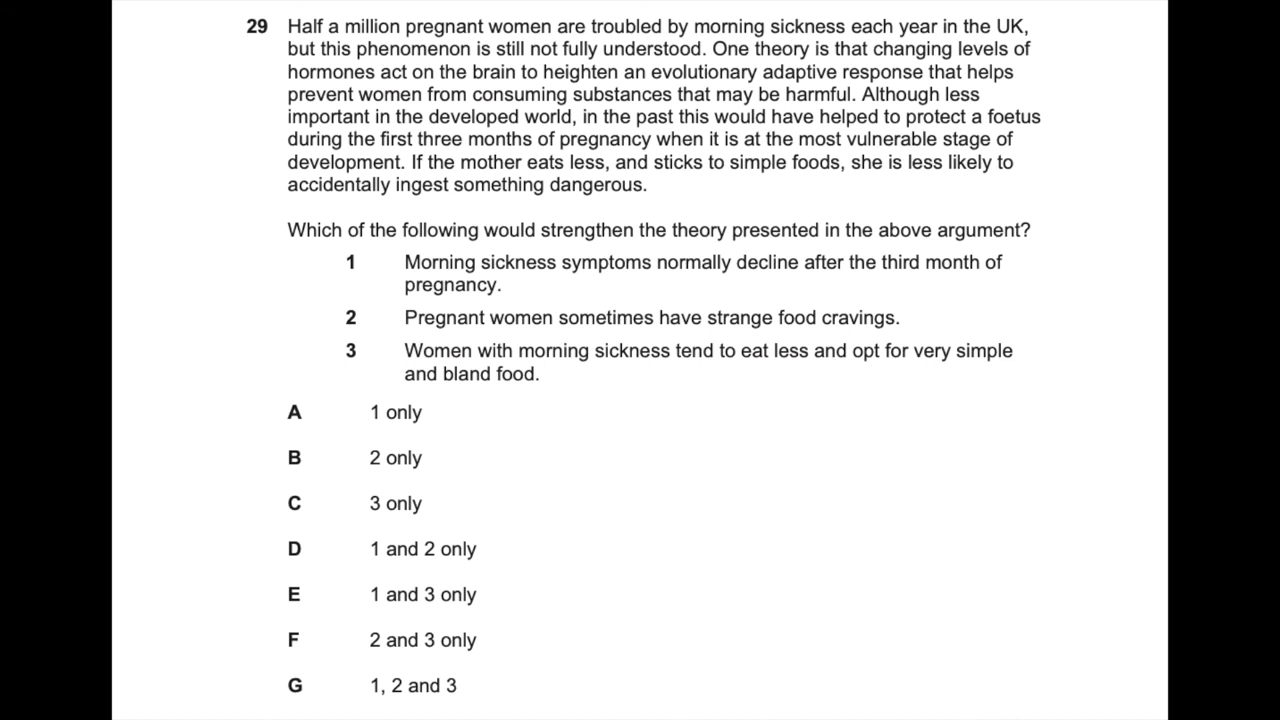 29 Half a million pregnant women are troubled by morning sickness each year in the UK,
but this phenomenon is still not fully understood. One theory is that changing levels of
hormones act on the brain to heighten an evolutionary adaptive response that helps
prevent women from consuming substances that may be harmful. Although less
important in the developed world, in the past this would have helped to protect a foetus
during the first three months of pregnancy when it is at the most vulnerable stage of
development. If the mother eats less, and sticks to simple foods, she is less likely to
accidentally ingest something dangerous.
Which of the following would strengthen the theory presented in the above argument?
1 Morning sickness symptoms normally decline after the third month of
pregnancy.
2 Pregnant women sometimes have strange food cravings.
3 Women with morning sickness tend to eat less and opt for very simple
and bland food.
A 1 only
B 2 only
C 3 only
D 1 and 2 only
E 1 and 3 only
F 2 and 3 only
G 1, 2 and 3